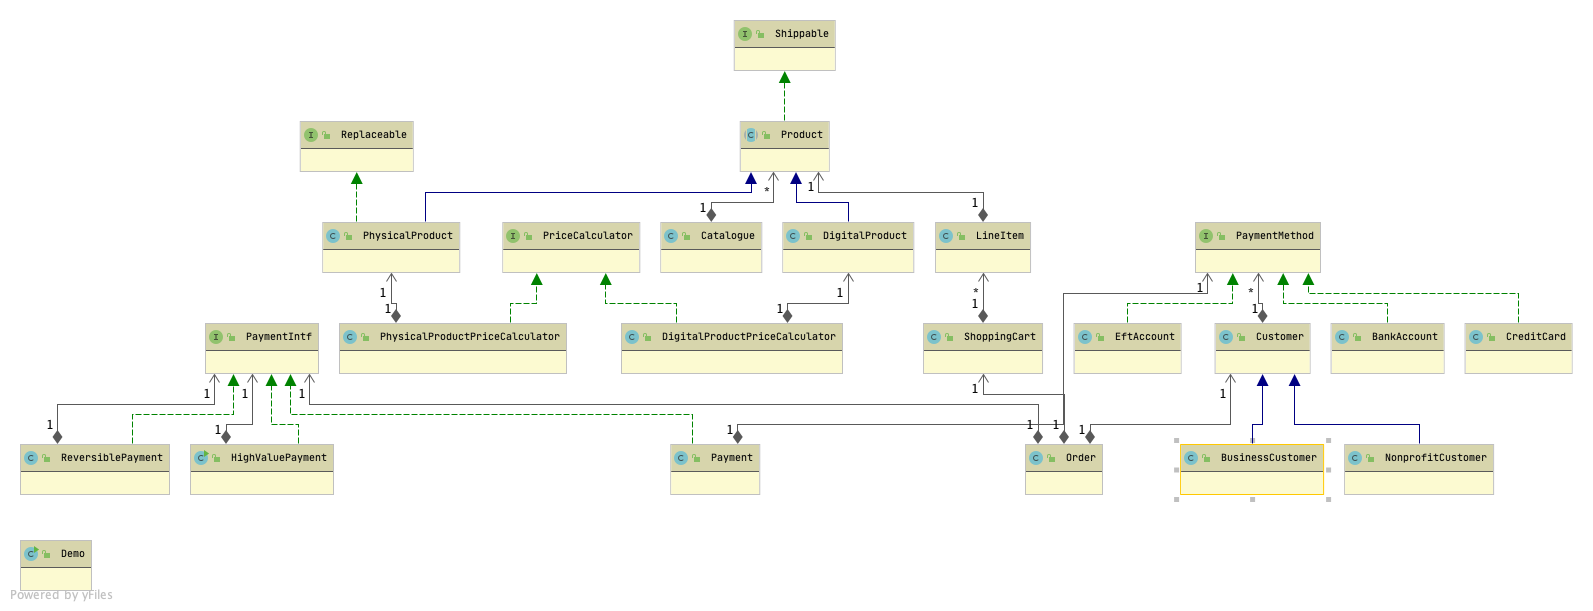 Shippable
Replaceable
Product
* 1
1 1
PhysicalProduct
PriceCalculator
Catalogue
DigitalProduct
LineItem
PaymentMethod
1 1 * 1 *
1 1 1 1
PaymentIntf
PhysicalProductPriceCalculator
DigitalProductPriceCalculator
ShoppingCart
EftAccount
Customer
BankAccount
CreditCard
1 1 1 1 1
1 1 1 1 1 1
ReversiblePayment
HighValuePayment
Payment
Order
BusinessCustomer
NonprofitCustomer
Demo
Powered by yFiles